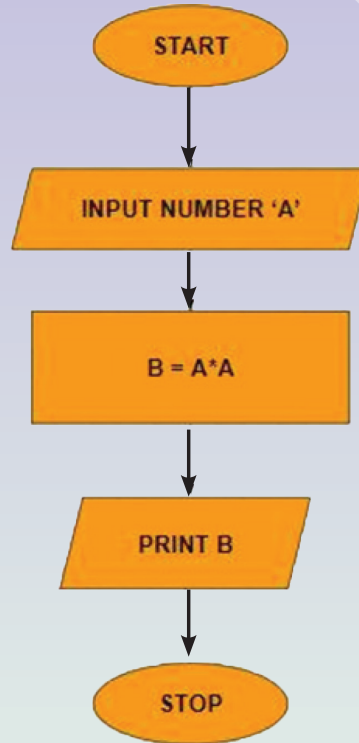 START
INPUT NUMBER ‘A’
B = A*A
PRINT B
STOP